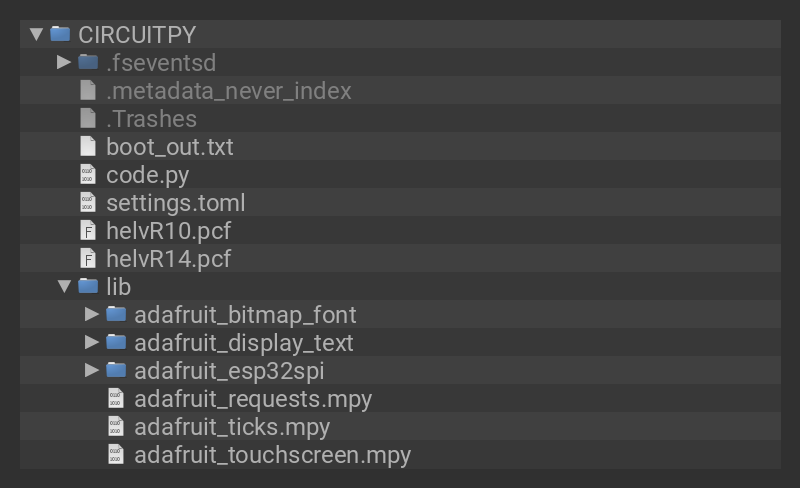 CIRCUITPY
.fseventsd
.metadata_never_index
.Trashes
boot_out.txt
code.py
settings.toml
helvR10.pcf
helvR14.pcf
lib
adafruit_bitmap_font
adafruit_display_text
adafruit_esp32spi
adafruit_requests.mpy
adafruit_ticks.mpy
adafruit_touchscreen.mpy